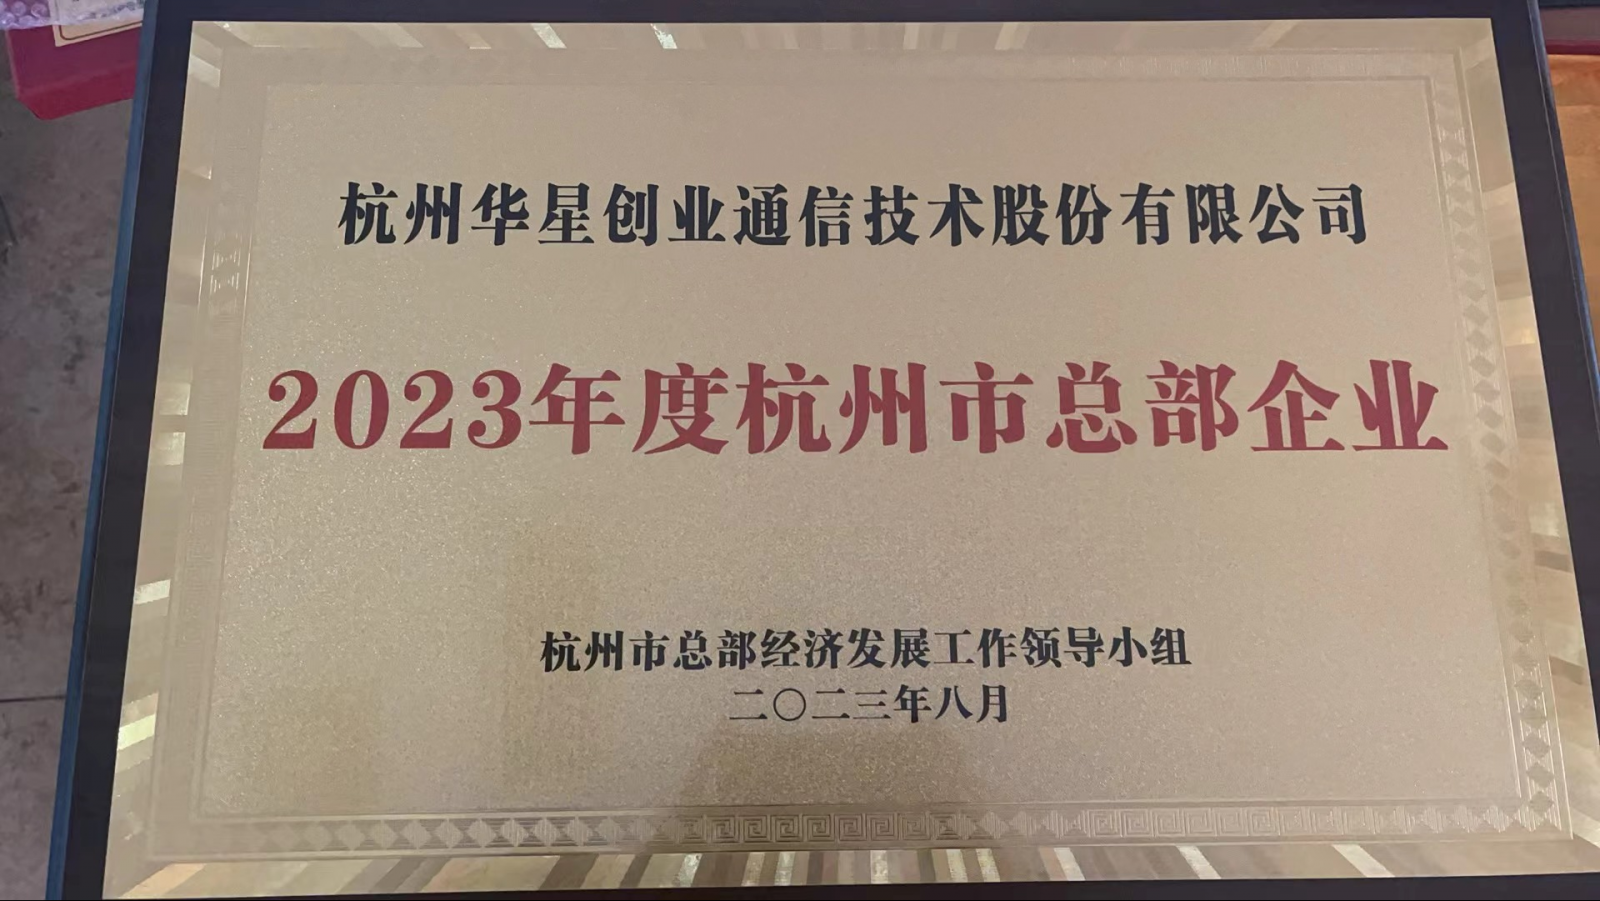 杭州华星创业通信技术股份有限公司
2023年度杭州市总部企业
杭州市总部经济发展工作领导小组
二〇二三年八月